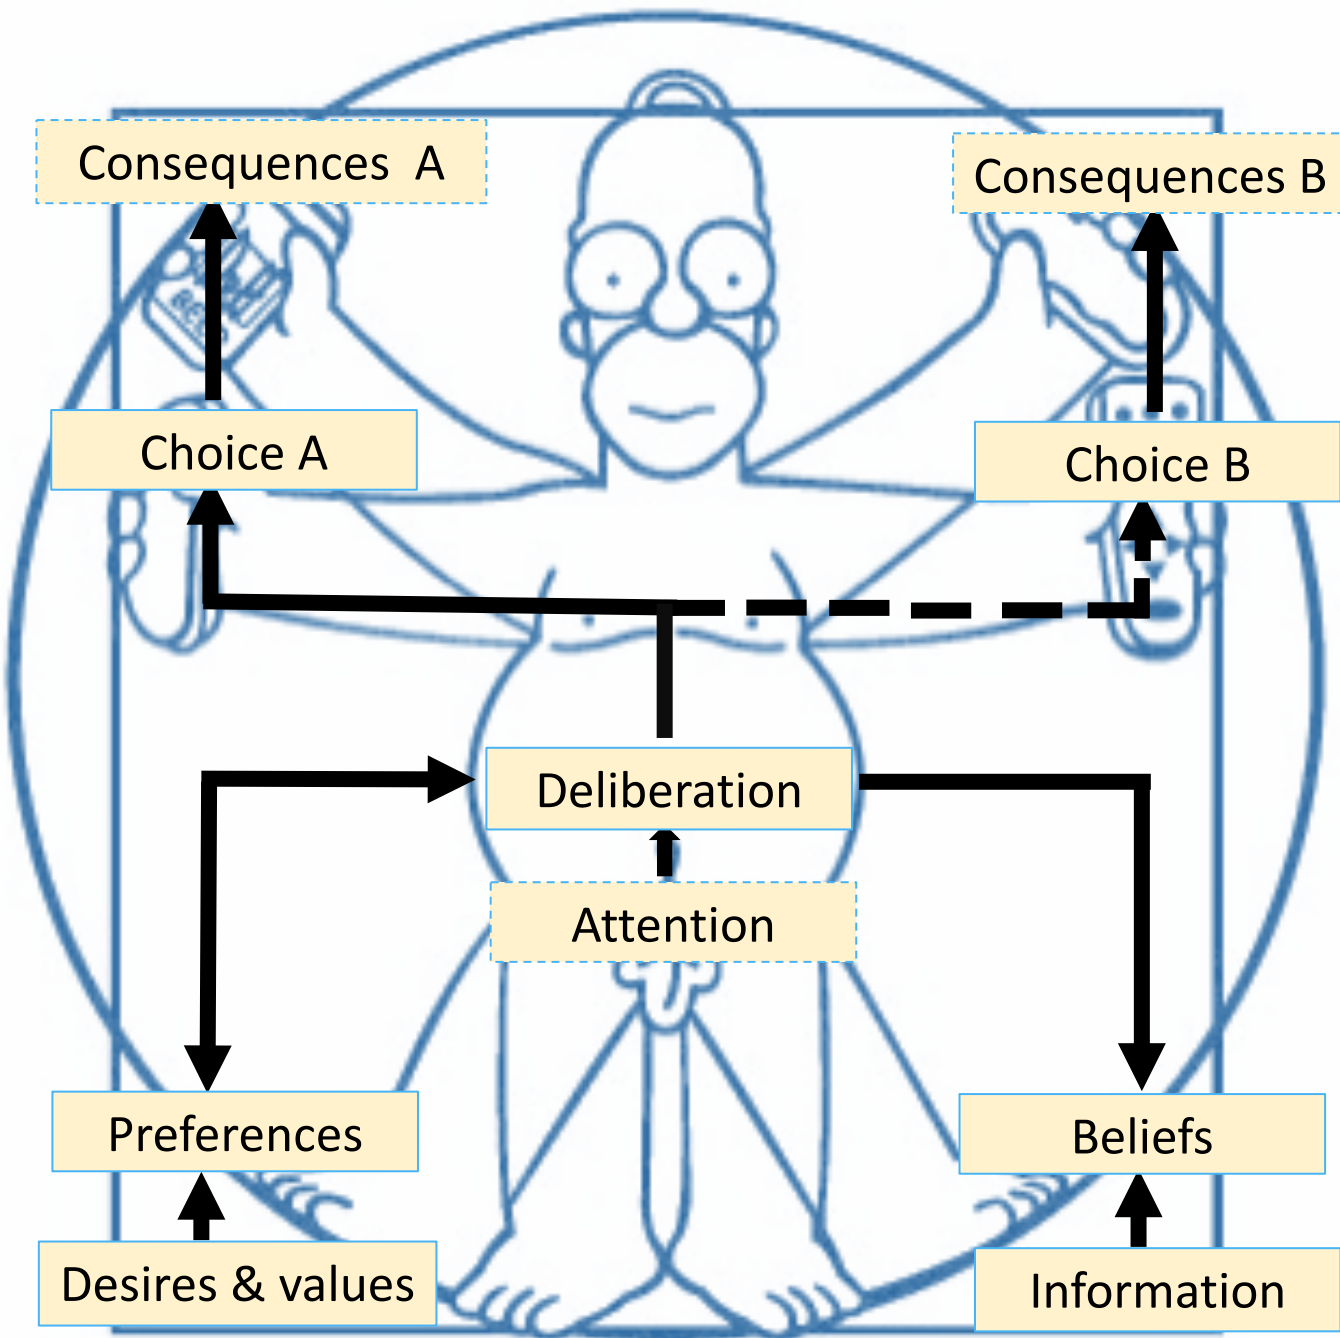 Consequences A
Consequences B
Choice A
Choice B
Deliberation
Attention
Preferences
Beliefs
Desires & values
Information